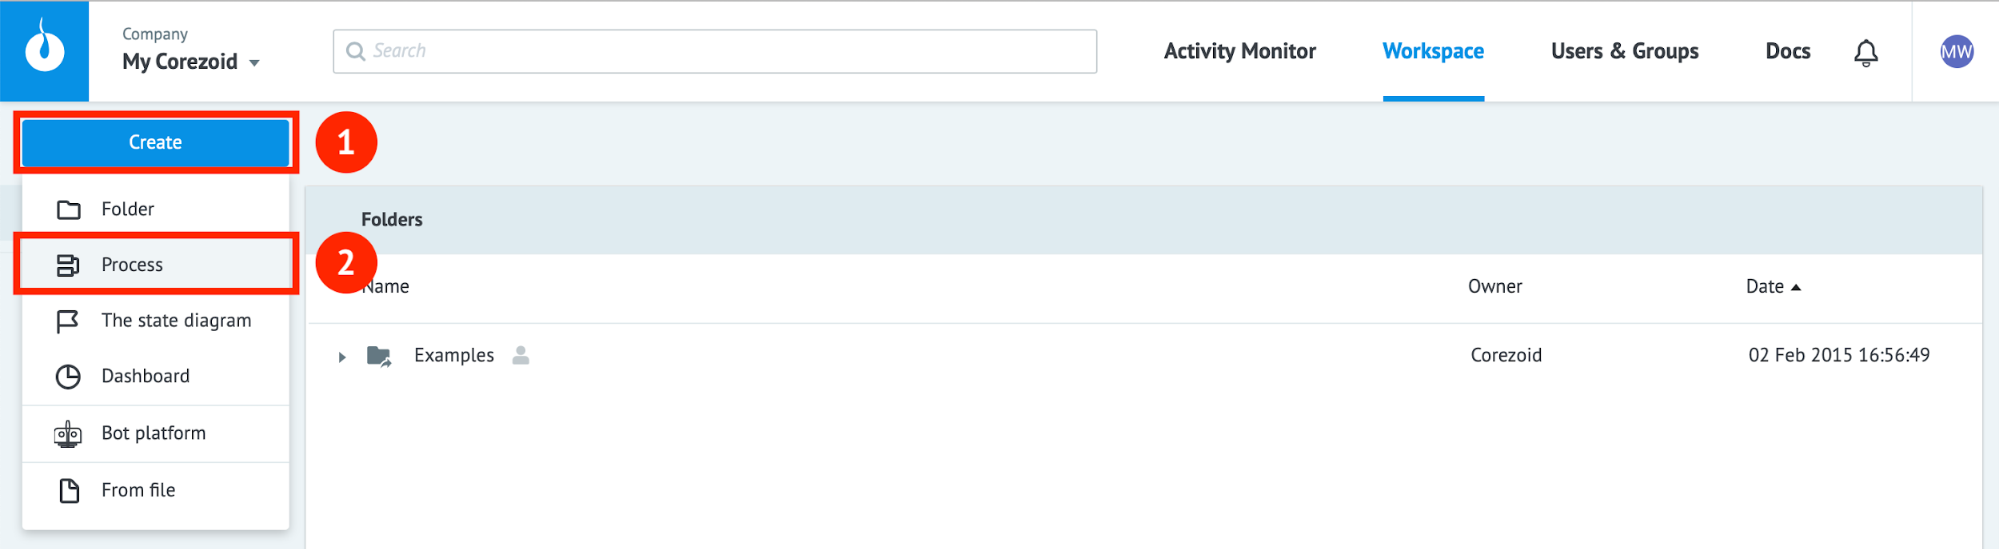 Company
My Corezoid
Search
Activity Monitor
Workspace
Users & Groups
Docs
MW
Create
1
Folder
Folders
Process
2
Name
Owner
Date
The state diagram
Examples
Corezoid
02 Feb 2015 16:56:49
Dashboard
Bot platform
From file